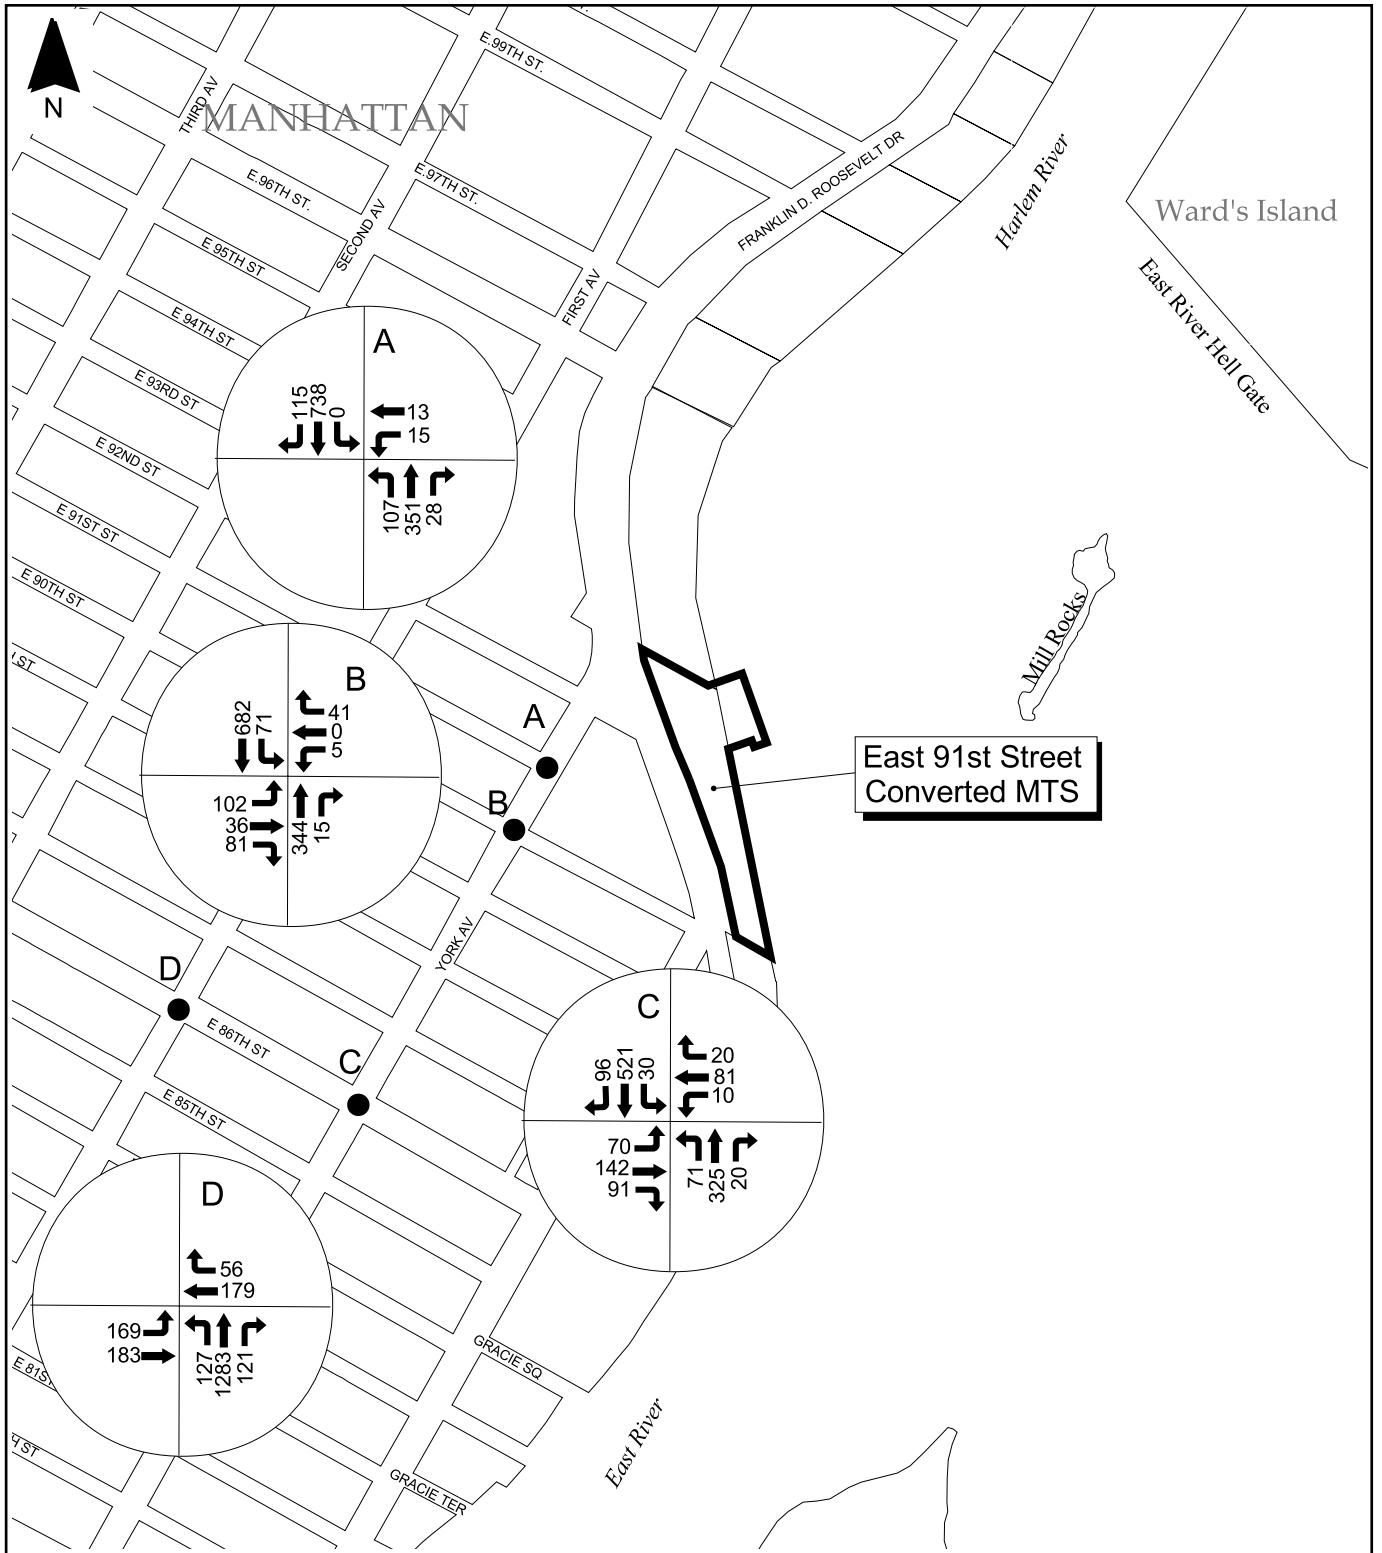 E.99TH ST.
N
THIRD AV
MANHATTAN
FRANKLIN D. ROOSEVELT DR
Harlem River
E.97TH ST.
E.96TH ST.
Ward's Island
SECOND AV
E 95TH ST
FIRST AV
East River Hell Gate
E 94TH ST
A
115
738
0
13
15
107
351
28
E 93RD ST
E 92ND ST
E 91ST ST
E 90TH ST
ST
Mill Rocks
B
682
71
41
0
5
102
36
81
344
15
A
B
East 91st Street
Converted MTS
YORK AV
D
E 86TH ST
C
E 85TH ST
C
96
521
30
20
81
10
70
142
91
71
325
20
D
56
179
169
183
127
1283
121
GRACIE SQ
E 81S
H ST
East River
GRACIE TER